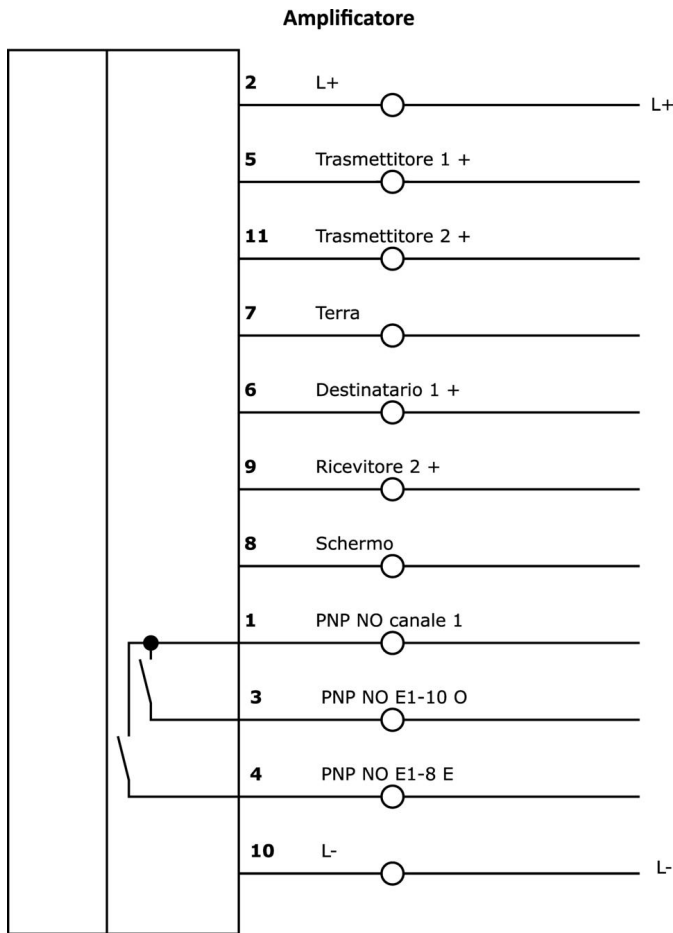 Amplificatore
2 L+
L+
5 Trasmettitore 1 +
11 Trasmettitore 2 +
7 Terra
6 Destinatario 1 +
9 Ricevitore 2 +
8 Schermo
1 PNP NO canale 1
3 PNP NO E1-10 O
4 PNP NO E1-8 E
10 L-
L-